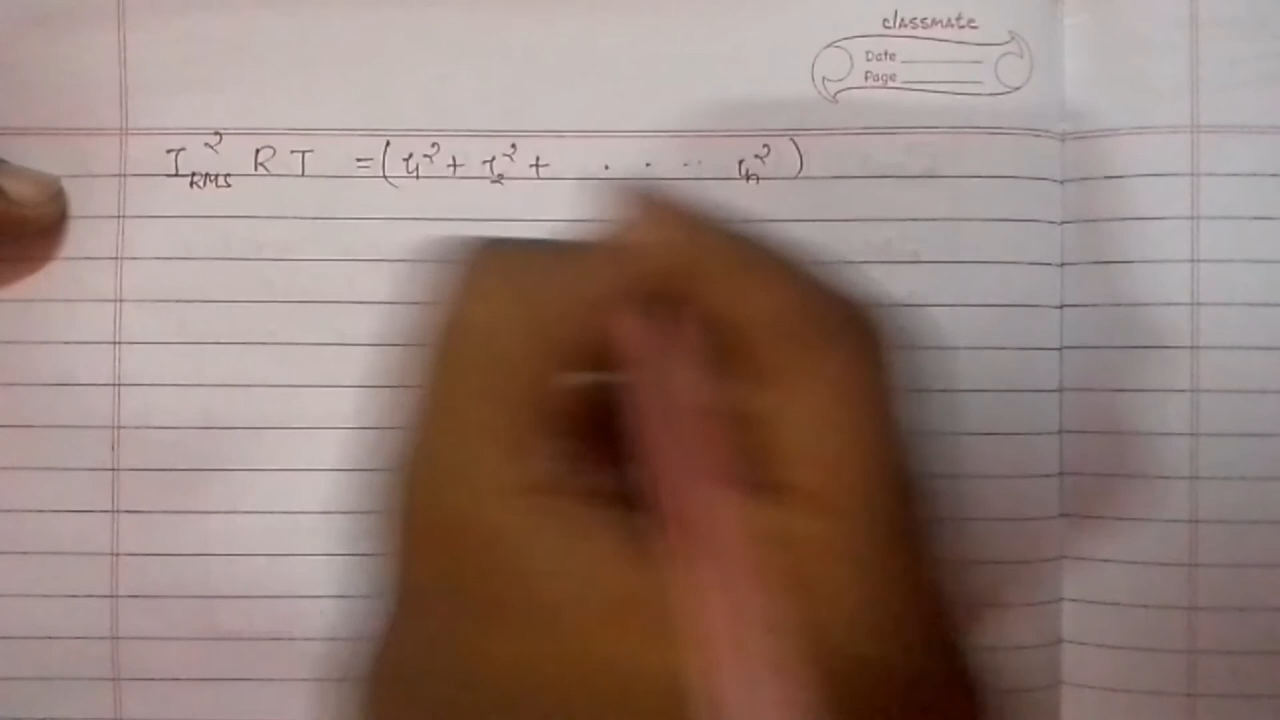 classmate
Date
Page
I²RMS R T = (i₁² + i₂² + . . .. iₙ²)